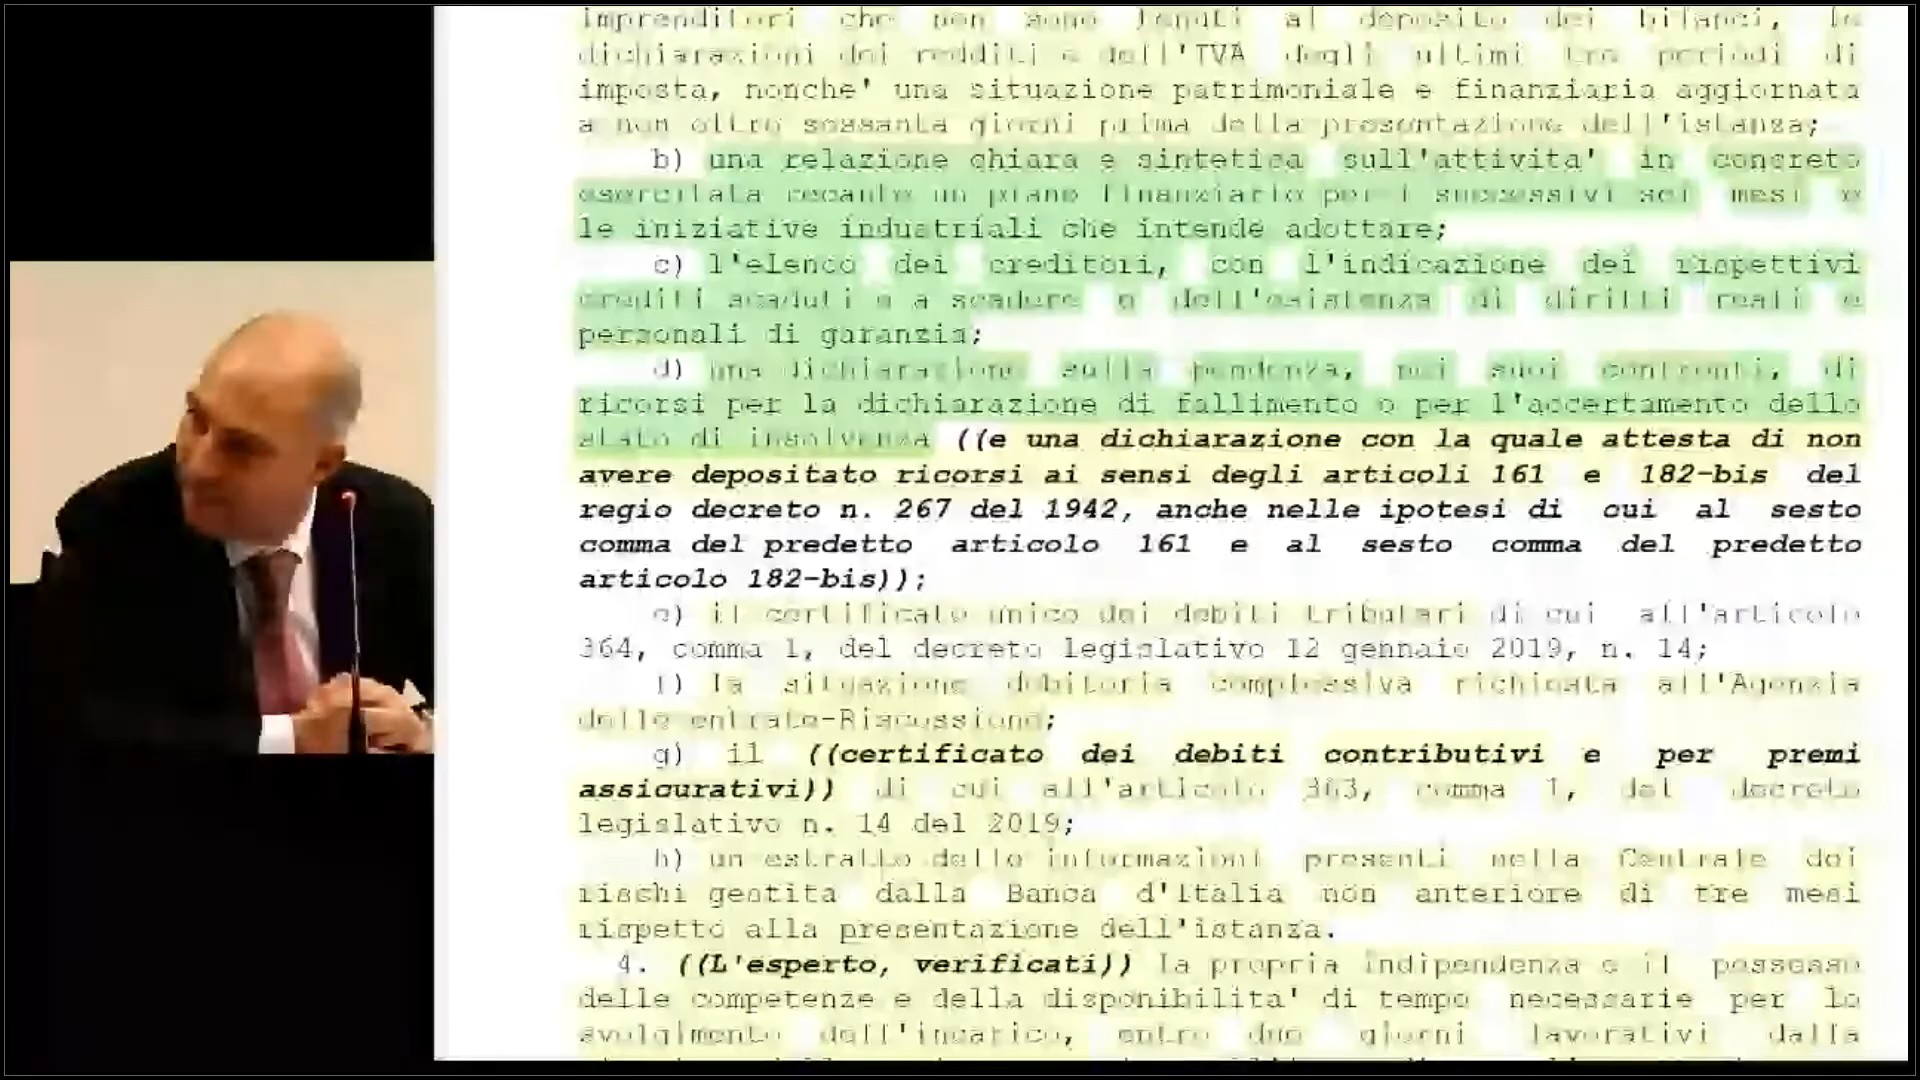 imprenditori che non sono tenuti al deposito dei bilanci, le
dichiarazioni dei redditi e dell'IVA degli ultimi tre periodi di
imposta, nonche' una situazione patrimoniale e finanziaria aggiornata
a non oltre sessanta giorni prima della presentazione dell'istanza;
b) una relazione chiara e sintetica sull'attivita' in concreto
esercitata recante un piano finanziario per i successivi sei mesi e
le iniziative industriali che intende adottare;
c) l'elenco dei creditori, con l'indicazione dei rispettivi
crediti scaduti e a scadere e dell'esistenza di diritti reali e
personali di garanzia;
d) una dichiarazione sulla pendenza, nei suoi confronti, di
ricorsi per la dichiarazione di fallimento o per l'accertamento dello
stato di insolvenza ((e una dichiarazione con la quale attesta di non
avere depositato ricorsi ai sensi degli articoli 161 e 182-bis del
regio decreto n. 267 del 1942, anche nelle ipotesi di cui al sesto
comma del predetto articolo 161 e al sesto comma del predetto
articolo 182-bis));
e) il certificato unico dei debiti tributari di cui all'articolo
364, comma 1, del decreto legislativo 12 gennaio 2019, n. 14;
f) la situazione debitoria complessiva richiesta all'Agenzia
delle entrate-Riscossione;
g) il ((certificato dei debiti contributivi e per premi
assicurativi)) di cui all'articolo 363, comma 1, del decreto
legislativo n. 14 del 2019;
h) un estratto delle informazioni presenti nella Centrale dei
rischi gestita dalla Banca d'Italia non anteriore di tre mesi
rispetto alla presentazione dell'istanza.
4. ((L'esperto, verificati)) la propria indipendenza e il possesso
delle competenze e della disponibilita' di tempo necessarie per lo
svolgimento dell'incarico, entro due giorni lavorativi dalla